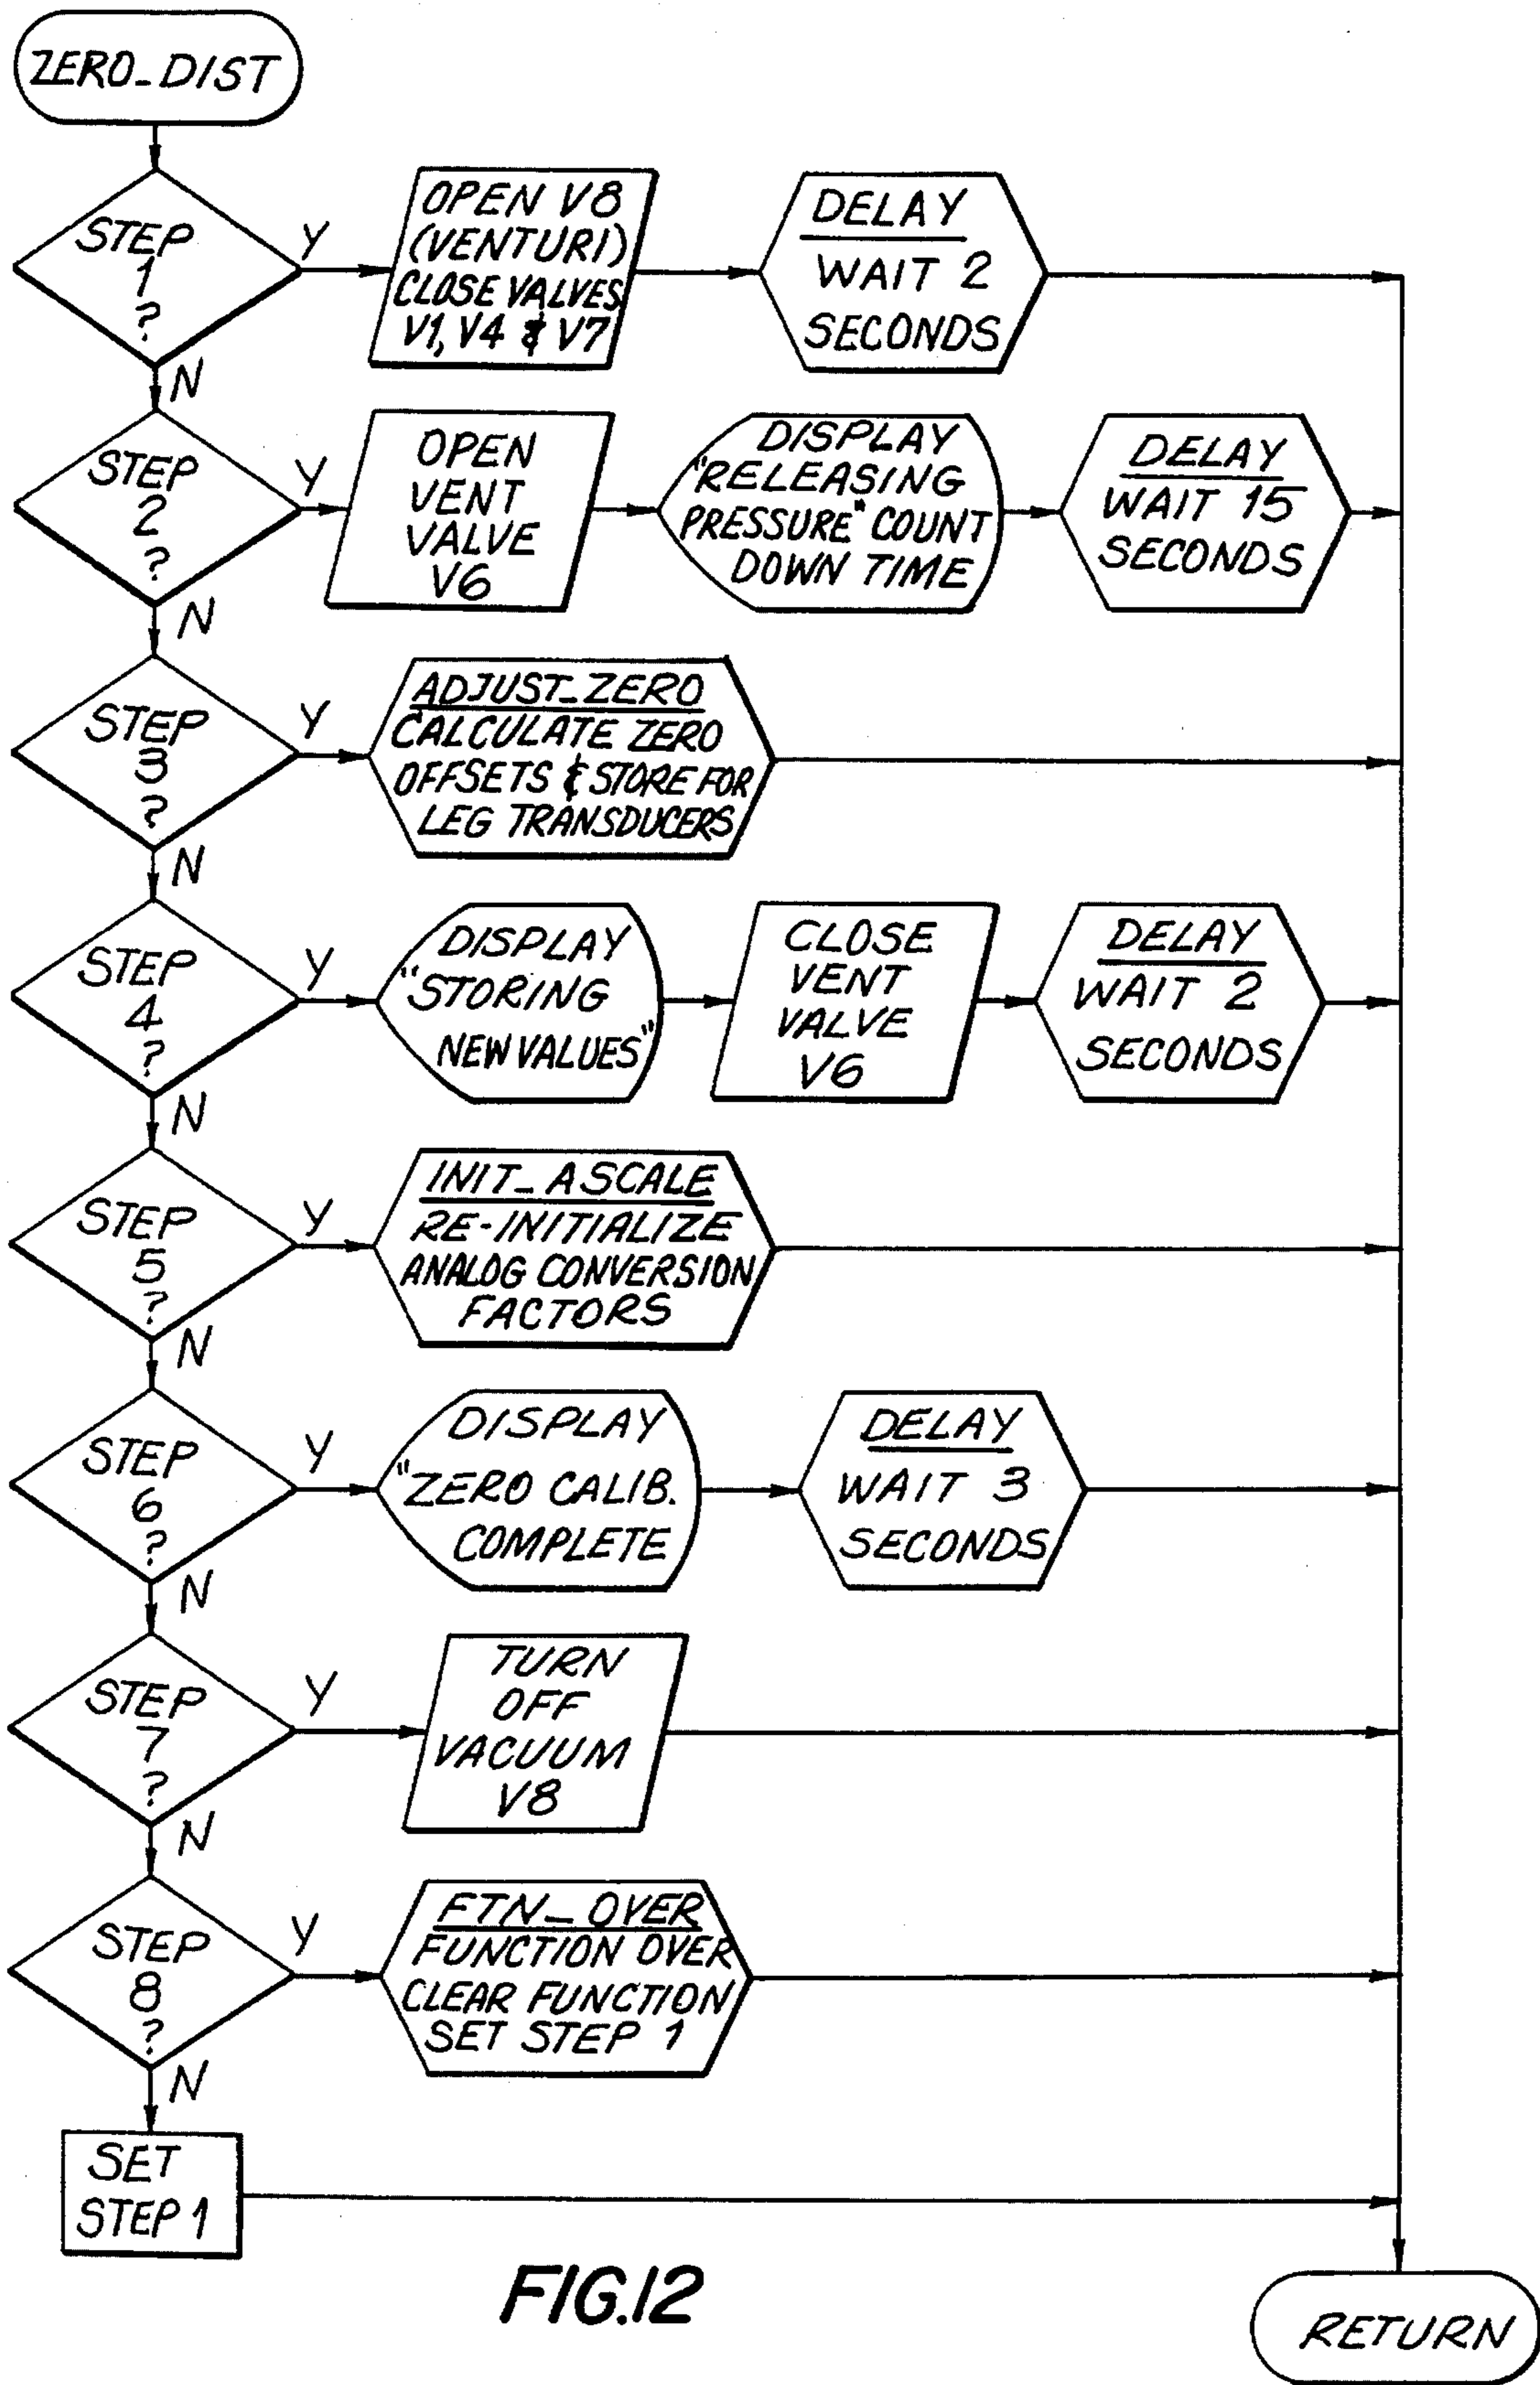 ZERO_DIST
STEP
1
?
Y
OPEN V8
(VENTURI)
CLOSE VALVES
V1, V4 & V7
DELAY
WAIT 2
SECONDS
N
STEP
2
?
Y
OPEN
VENT
VALVE
V6
DISPLAY
"RELEASING
PRESSURE" COUNT
DOWN TIME
DELAY
WAIT 15
SECONDS
N
STEP
3
?
Y
ADJUST_ZERO
CALCULATE ZERO
OFFSETS & STORE FOR
LEG TRANSDUCERS
N
STEP
4
?
Y
DISPLAY
"STORING
NEW VALUES"
CLOSE
VENT
VALVE
V6
DELAY
WAIT 2
SECONDS
N
STEP
5
?
Y
INIT_ASCALE
RE-INITIALIZE
ANALOG CONVERSION
FACTORS
N
STEP
6
?
Y
DISPLAY
"ZERO CALIB.
COMPLETE
DELAY
WAIT 3
SECONDS
N
STEP
7
?
Y
TURN
OFF
VACUUM
V8
N
STEP
8
?
Y
FTN_OVER
FUNCTION OVER
CLEAR FUNCTION
SET STEP 1
N
SET
STEP 1
FIG.12
RETURN